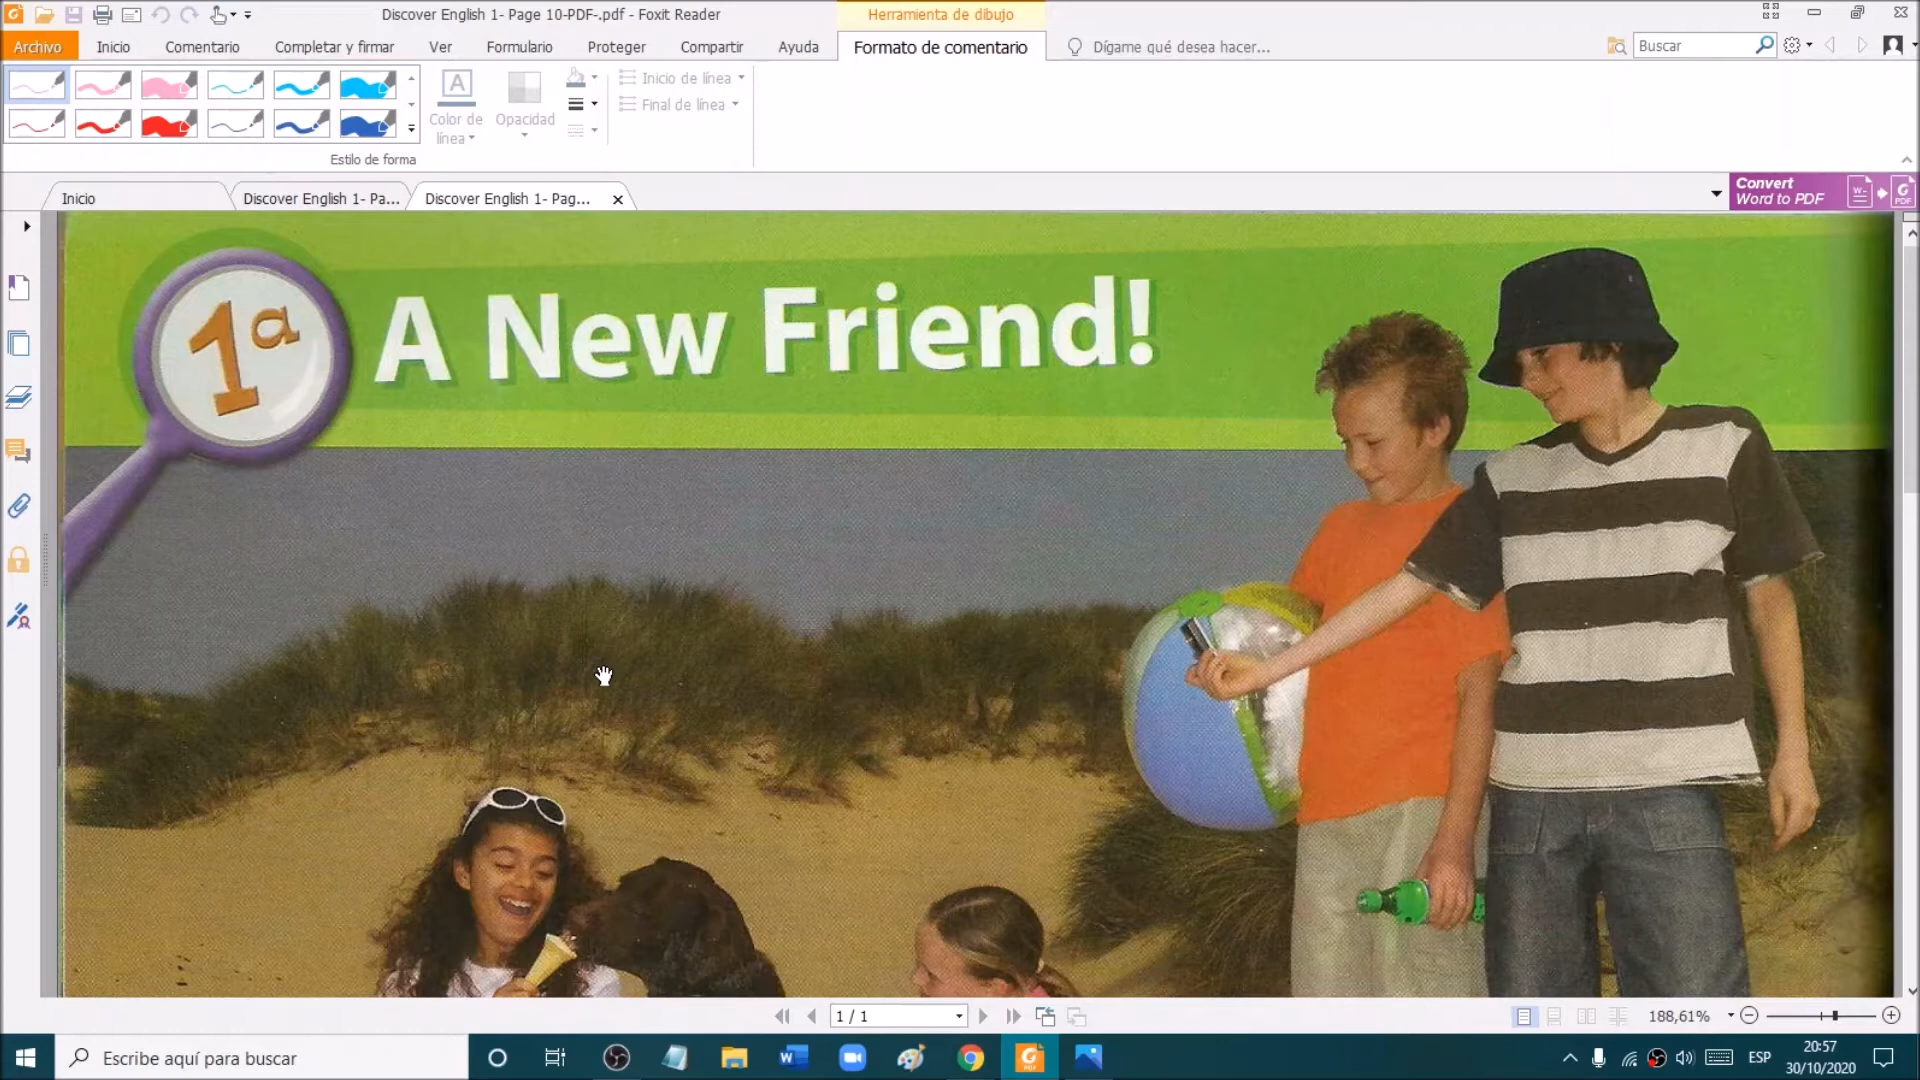 Discover English 1- Page 10-PDF-.pdf - Foxit Reader
Herramienta de dibujo
Archivo
Inicio
Comentario
Completar y firmar
Ver
Formulario
Proteger
Compartir
Ayuda
Formato de comentario
Dígame qué desea hacer...
Buscar
Color de línea
Opacidad
Inicio de línea
Final de línea
Estilo de forma
Inicio
Discover English 1- Pa...
Discover English 1- Pag...
Convert
Word to PDF
1a
A New Friend!
1 / 1
188,61%
Escribe aquí para buscar
ESP
20:57
30/10/2020